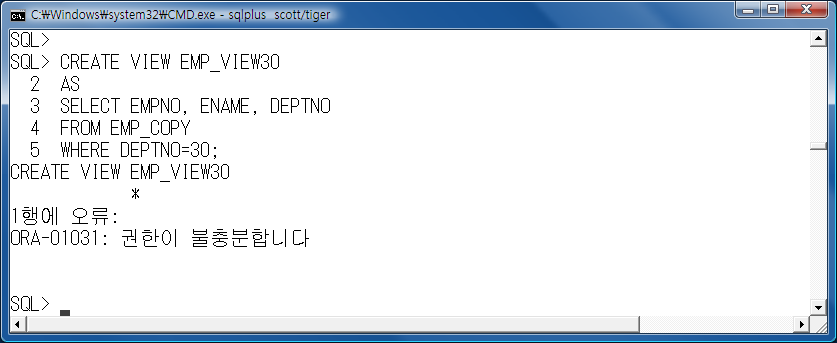 C:₩Windows₩system32₩CMD.exe - sqlplus  scott/tiger
SQL>
SQL> CREATE VIEW EMP_VIEW30
  2  AS
  3  SELECT EMPNO, ENAME, DEPTNO
  4  FROM EMP_COPY
  5  WHERE DEPTNO=30;
CREATE VIEW EMP_VIEW30
            *
1행에 오류:
ORA-01031: 권한이 불충분합니다
SQL>